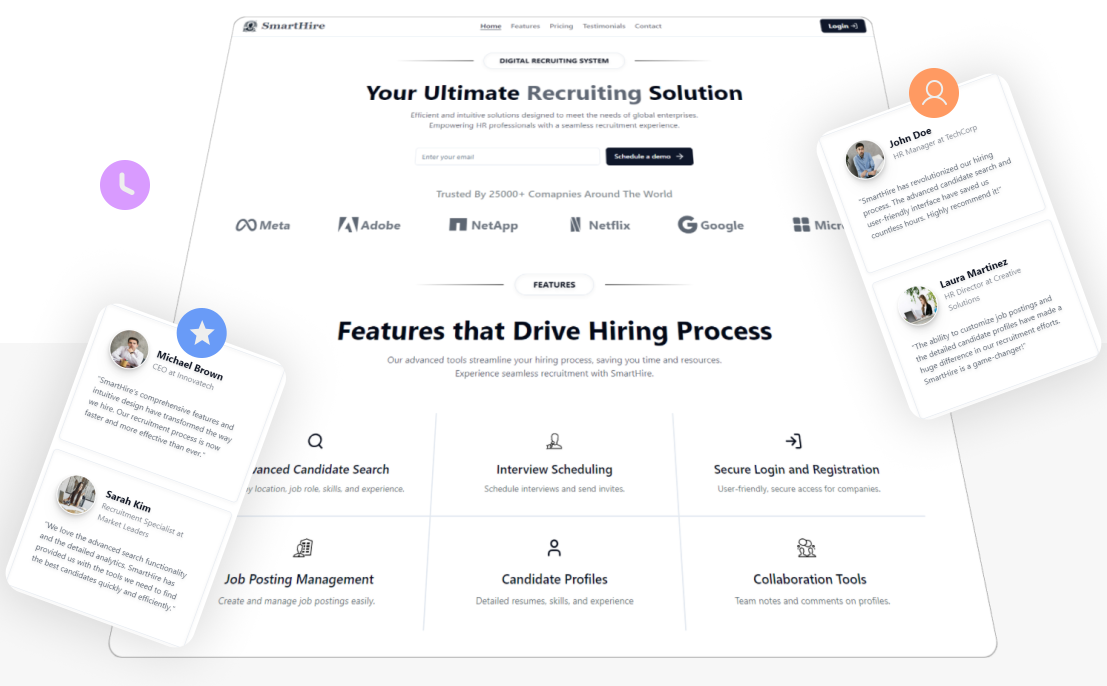 SmartHire
Home Features Pricing Testimonials Contact
Login
DIGITAL RECRUITING SYSTEM
Your Ultimate Recruiting Solution
Efficient and intuitive solutions designed to meet the needs of global enterprises.
Empowering HR professionals with a seamless recruitment experience.
Enter your email
Schedule a demo
Trusted By 25000+ Comapnies Around The World
Meta Adobe NetApp Netflix Google
FEATURES
Features that Drive Hiring Process
Our advanced tools streamline your hiring process, saving you time and resources.
Experience seamless recruitment with SmartHire.
Candidate Search
location, job role, skills, and experience.
Interview Scheduling
Schedule interviews and send invites.
Secure Login and Registration
User-friendly, secure access for companies.
Job Posting Management
Create and manage job postings easily.
Candidate Profiles
Detailed resumes, skills, and experience
Collaboration Tools
Team notes and comments on profiles.
John Doe
HR Manager at TechCorp
"SmartHire has revolutionized our hiring
process. The advanced candidate search and
user-friendly interface have saved us
countless hours. Highly recommend it!"
Laura Martinez
HR Director at Creative
Solutions
"The ability to customize job postings and
the detailed candidate profiles have made a
huge difference in our recruitment efforts.
SmartHire is a game-changer!"
Michael Brown
CEO at Innovatech
"SmartHire's comprehensive features and
intuitive design have transformed the way
we hire. Our recruitment process is now
faster and more effective than ever."
Sarah Kim
Recruitment Specialist at
Market Leaders
"We love the advanced search functionality
and the detailed analytics. SmartHire has
provided us with the tools we need to find
the best candidates quickly and efficiently."